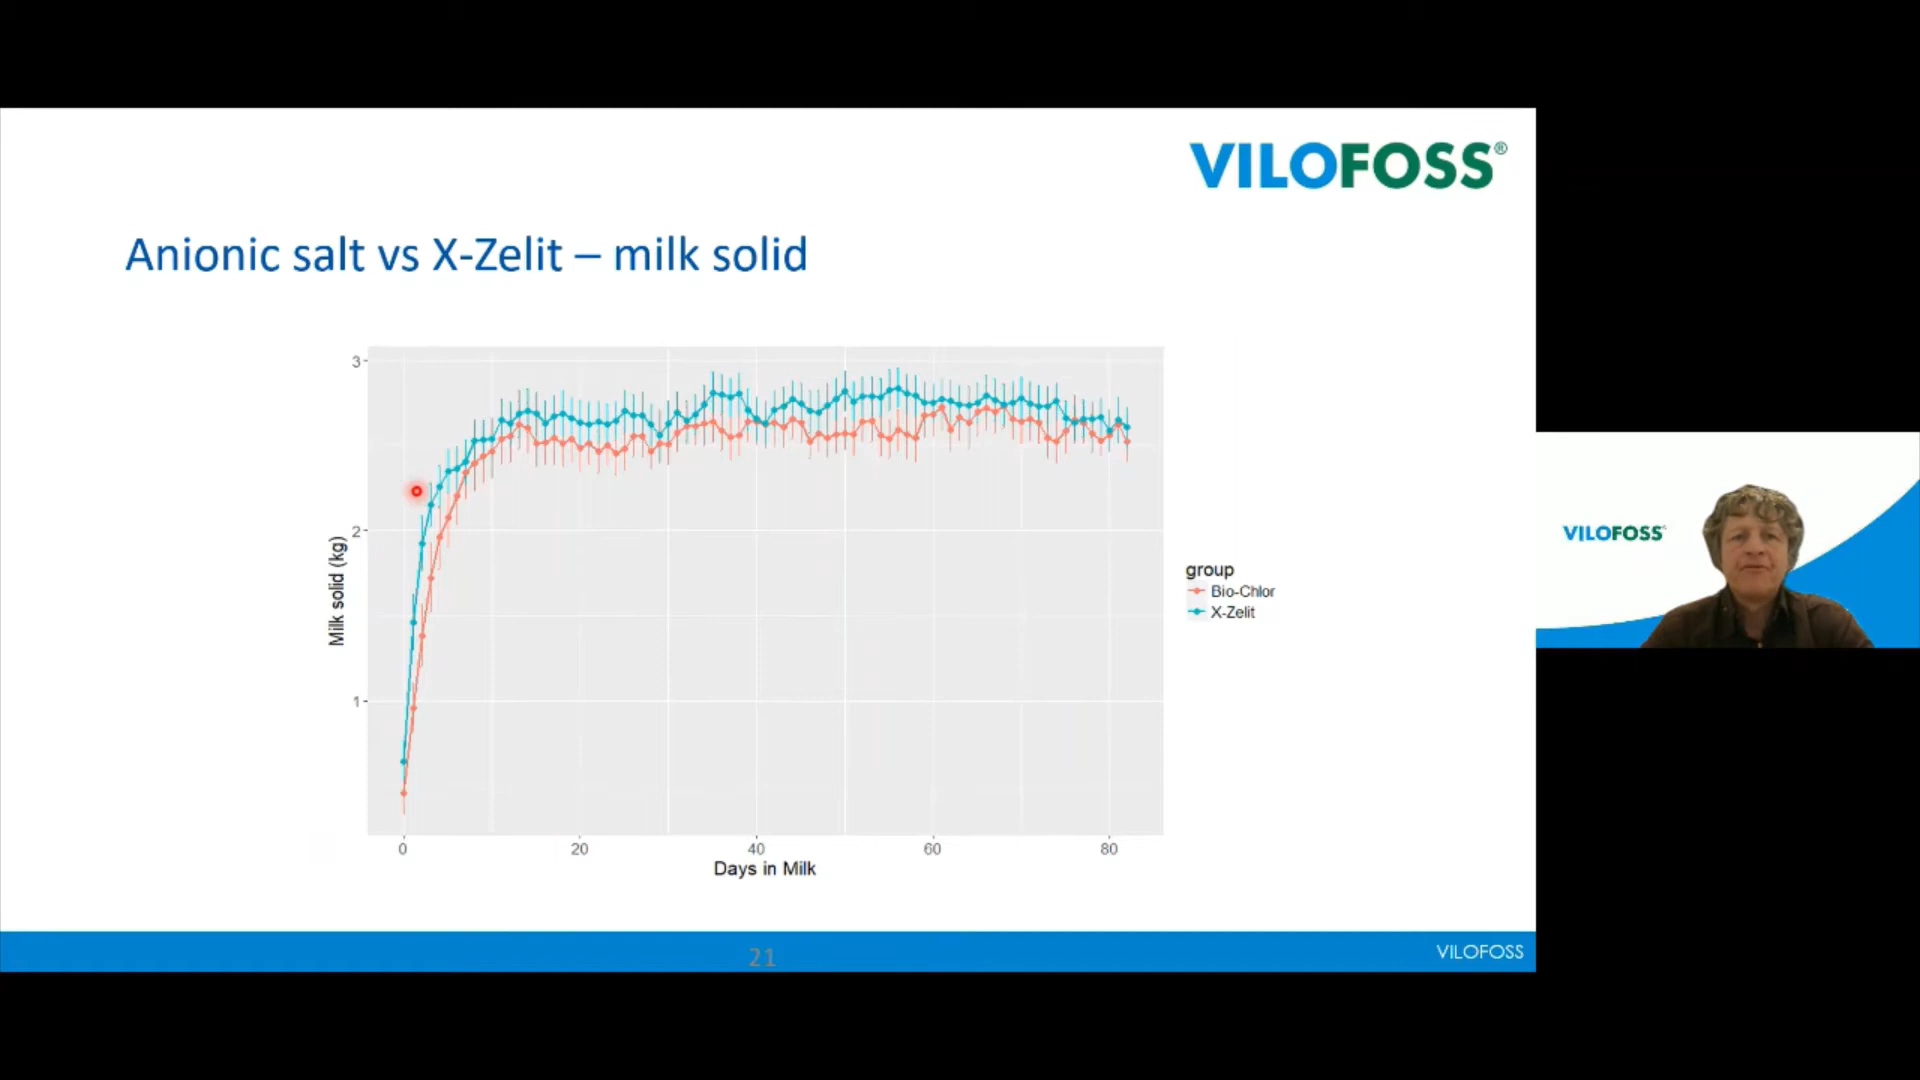 VILOFOSS®
Anionic salt vs X-Zelit – milk solid
3
2
1
Milk solid (kg)
0 20 40 60 80
Days in Milk
group
Bio-Chlor
X-Zelit
VILOFOSS
21
VILOFOSS